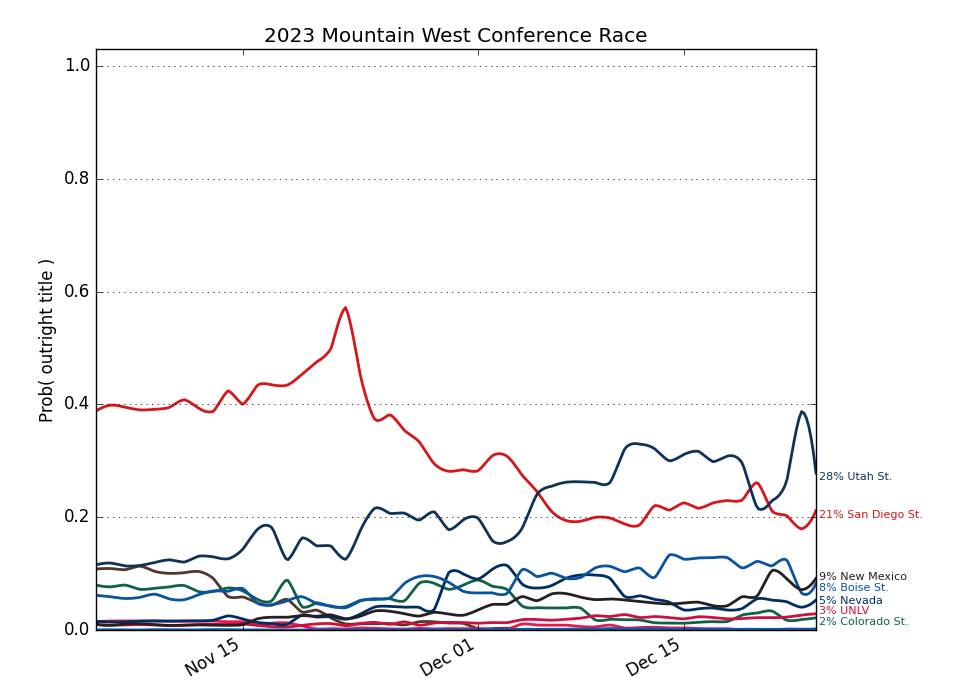 2023 Mountain West Conference Race
1.0
0.8
0.6
0.4
0.2
0.0
Prob( outright title )
28% Utah St.
21% San Diego St.
9% New Mexico
8% Boise St.
5% Nevada
3% UNLV
2% Colorado St.
Nov 15
Dec 01
Dec 15